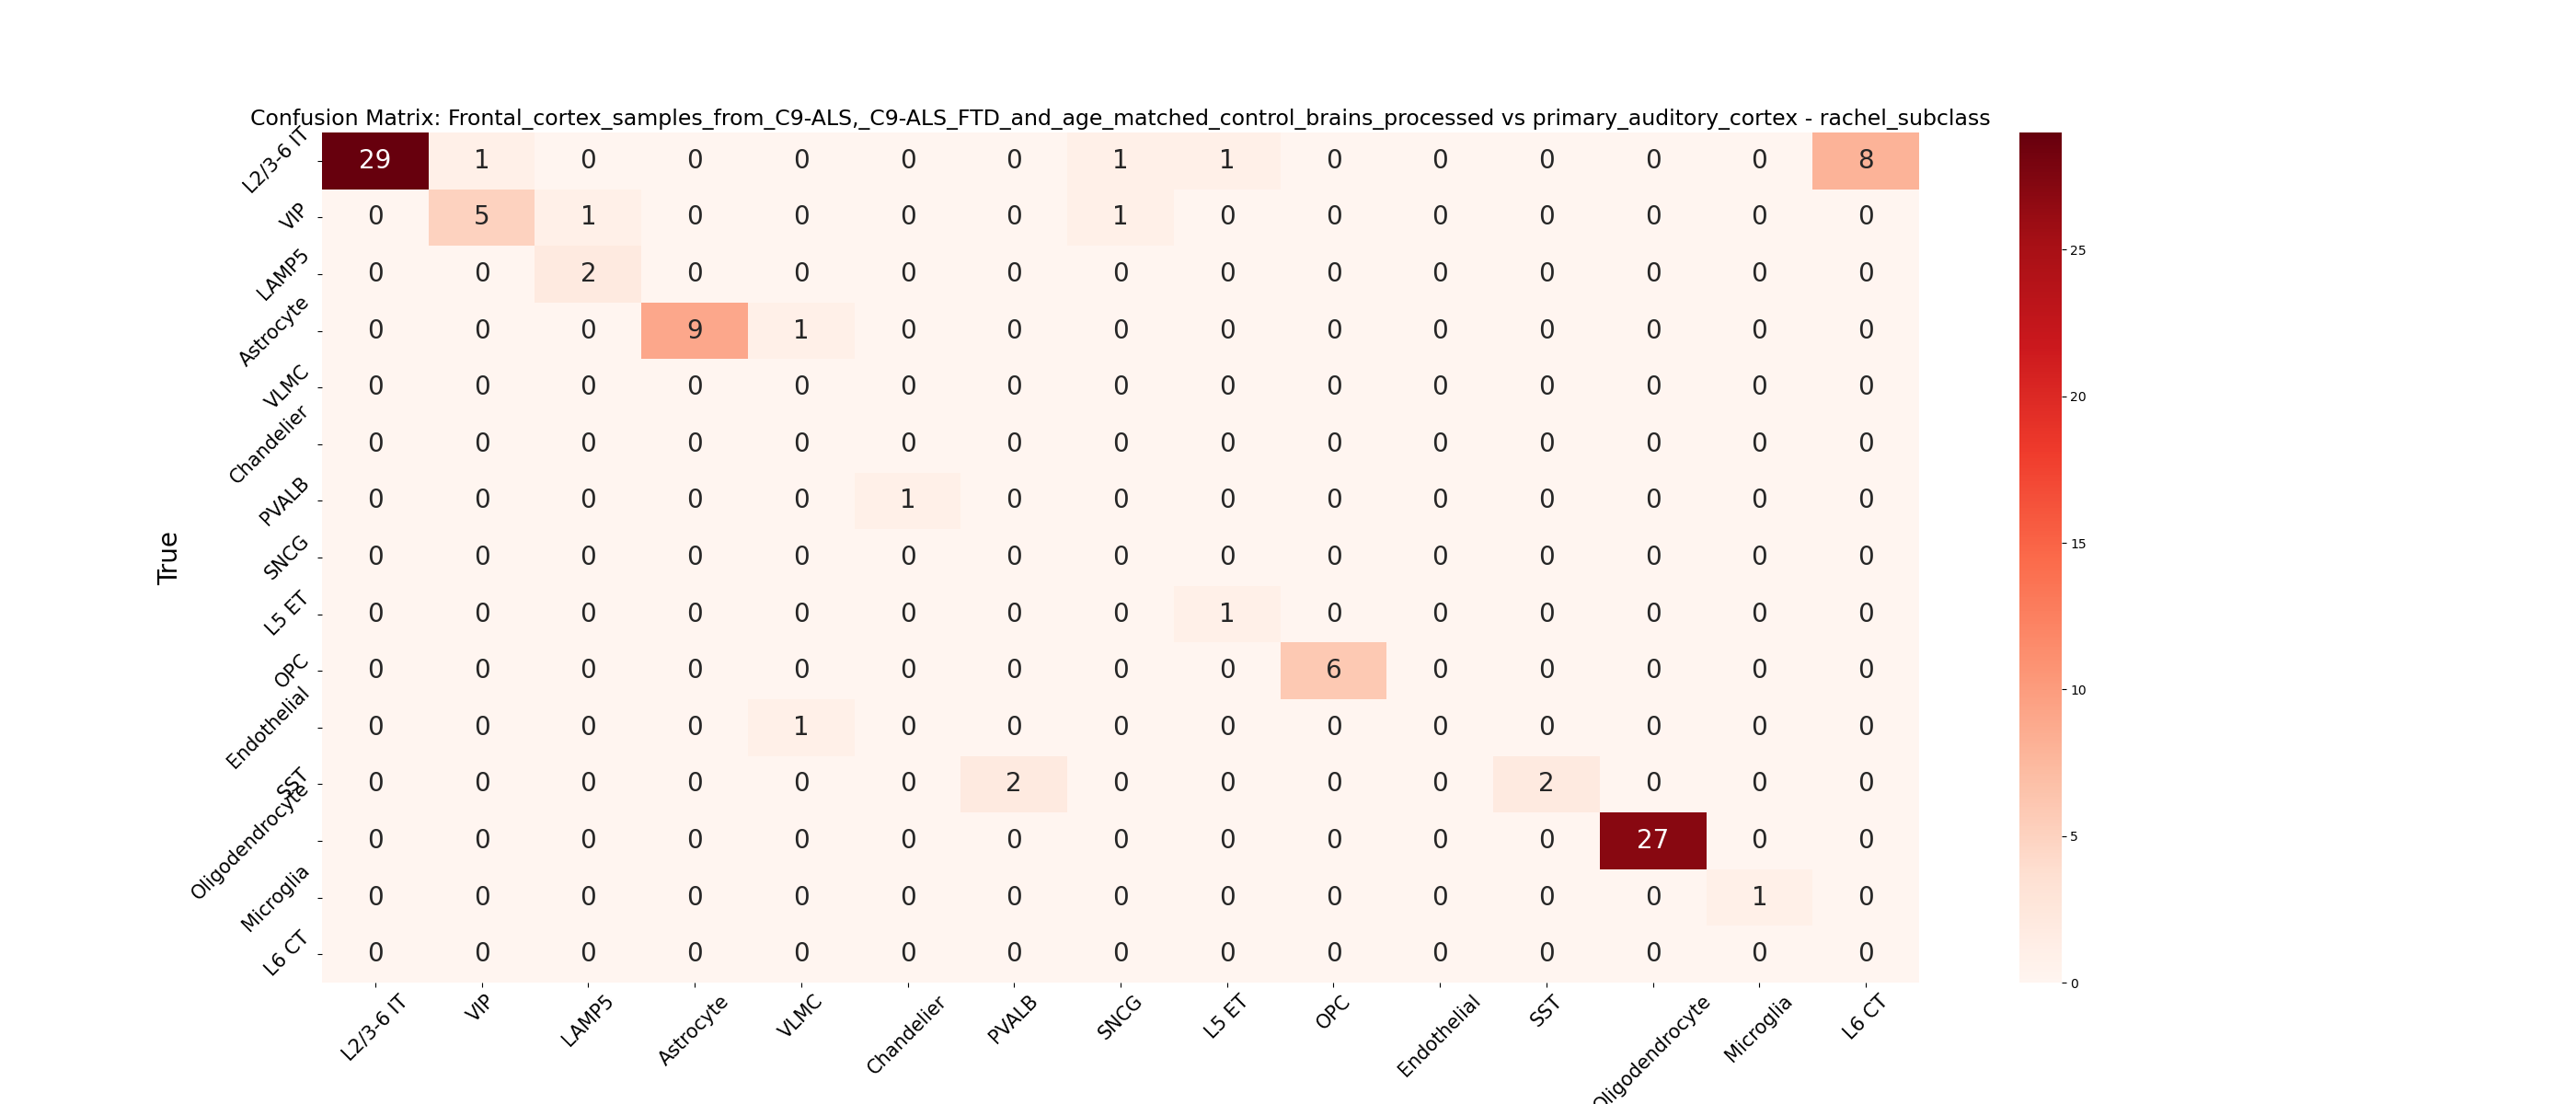 Confusion Matrix: Frontal_cortex_samples_from_C9-ALS,_C9-ALS_FTD_and_age_matched_control_brains_processed vs primary_auditory_cortex - rachel_subclass
True
L2/3-6 IT 29 1 0 0 0 0 0 1 1 0 0 0 0 0 8
VIP 0 5 1 0 0 0 0 1 0 0 0 0 0 0 0
LAMP5 0 0 2 0 0 0 0 0 0 0 0 0 0 0 0
Astrocyte 0 0 0 9 1 0 0 0 0 0 0 0 0 0 0
VLMC 0 0 0 0 0 0 0 0 0 0 0 0 0 0 0
Chandelier 0 0 0 0 0 0 0 0 0 0 0 0 0 0 0
PVALB 0 0 0 0 0 1 0 0 0 0 0 0 0 0 0
SNCG 0 0 0 0 0 0 0 0 0 0 0 0 0 0 0
L5 ET 0 0 0 0 0 0 0 0 1 0 0 0 0 0 0
OPC 0 0 0 0 0 0 0 0 0 6 0 0 0 0 0
Endothelial 0 0 0 0 1 0 0 0 0 0 0 0 0 0 0
SST 0 0 0 0 0 0 2 0 0 0 0 2 0 0 0
Oligodendrocyte 0 0 0 0 0 0 0 0 0 0 0 0 27 0 0
Microglia 0 0 0 0 0 0 0 0 0 0 0 0 0 1 0
L6 CT 0 0 0 0 0 0 0 0 0 0 0 0 0 0 0
L2/3-6 IT VIP LAMP5 Astrocyte VLMC Chandelier PVALB SNCG L5 ET OPC Endothelial SST Oligodendrocyte Microglia L6 CT
25
20
15
10
5
0